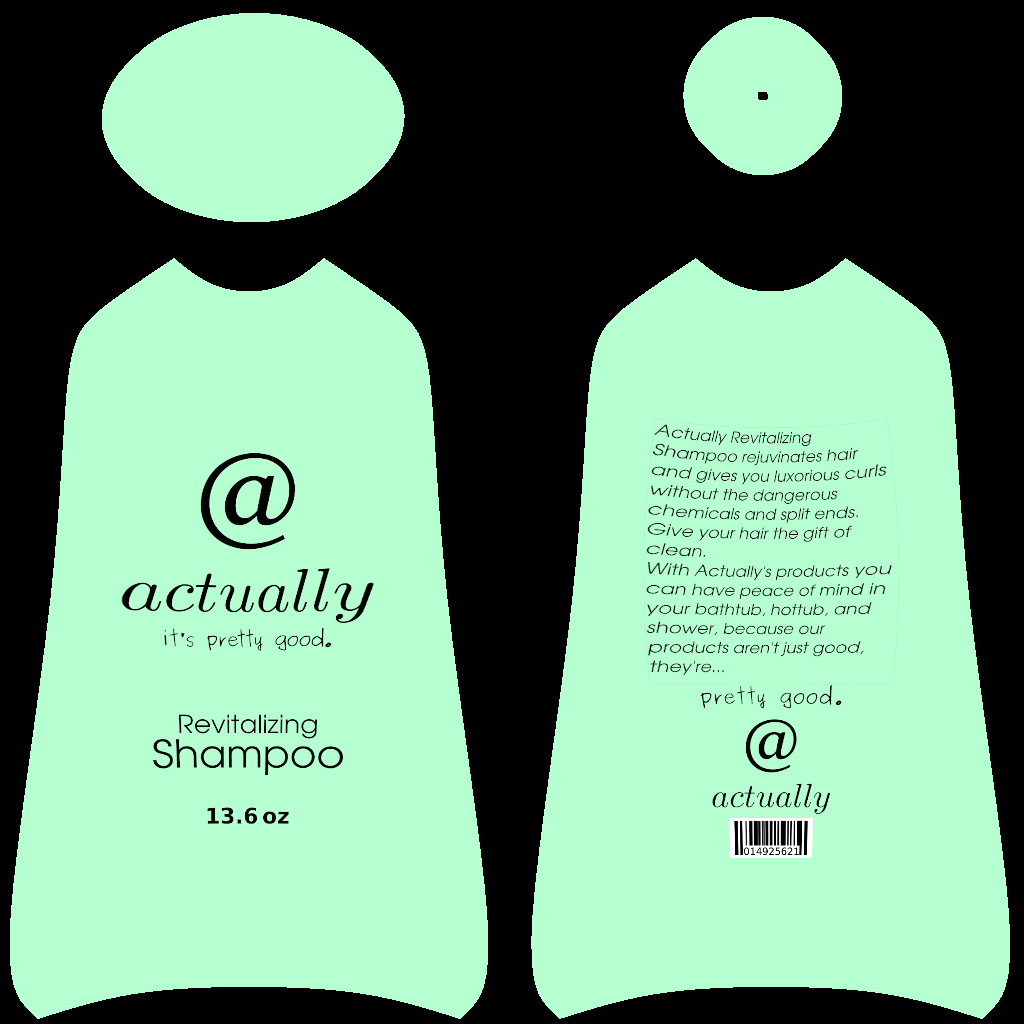 @
actually
it's pretty good.
Revitalizing
Shampoo
13.6 oz
Actually Revitalizing
Shampoo rejuvinates hair
and gives you luxorious curls
without the dangerous
chemicals and split ends.
Give your hair the gift of
clean.
With Actually's products you
can have peace of mind in
your bathtub, hottub, and
shower, because our
products aren't just good,
they're...
pretty good.
@
actually
014925621